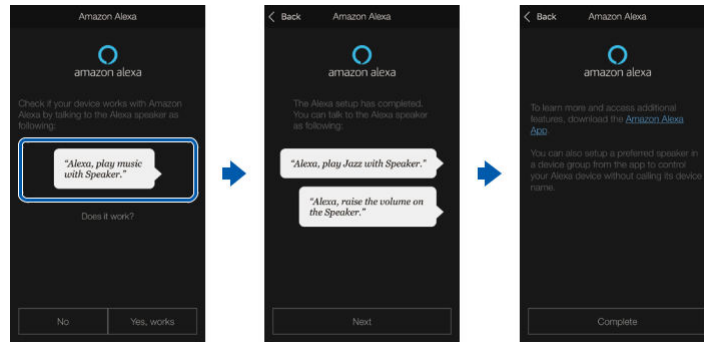 Amazon Alexa
amazon alexa
Check if your device works with Amazon
Alexa by talking to the Alexa speaker as
following:
"Alexa, play music
with Speaker."
Does it work?
No
Yes, works
Back
Amazon Alexa
amazon alexa
The Alexa setup has completed.
You can talk to the Alexa speaker
as following:
"Alexa, play Jazz with Speaker."
"Alexa, raise the volume on
the Speaker."
Next
Back
Amazon Alexa
amazon alexa
To learn more and access additional
features, download the Amazon Alexa
App.
You can also setup a preferred speaker in
a device group from the app to control
your Alexa device without calling its device
name.
Complete